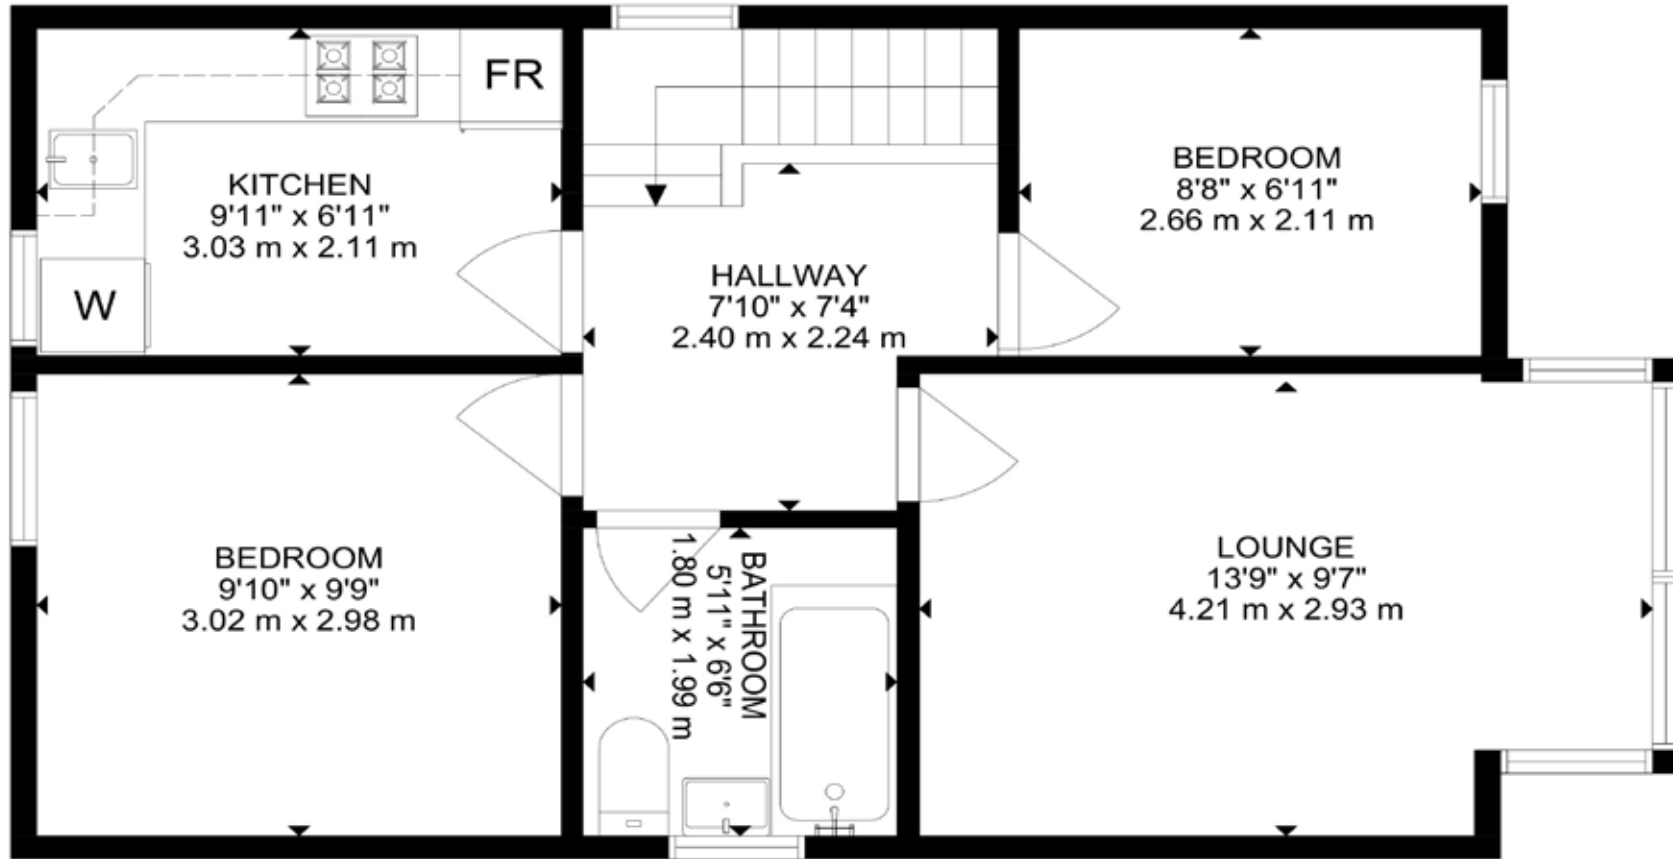 FR
KITCHEN
9'11" x 6'11"
3.03 m x 2.11 m
W
BEDROOM
8'8" x 6'11"
2.66 m x 2.11 m
HALLWAY
7'10" x 7'4"
2.40 m x 2.24 m
BEDROOM
9'10" x 9'9"
3.02 m x 2.98 m
BATHROOM
5'11" x 6'6"
1.80 m x 1.99 m
LOUNGE
13'9" x 9'7"
4.21 m x 2.93 m